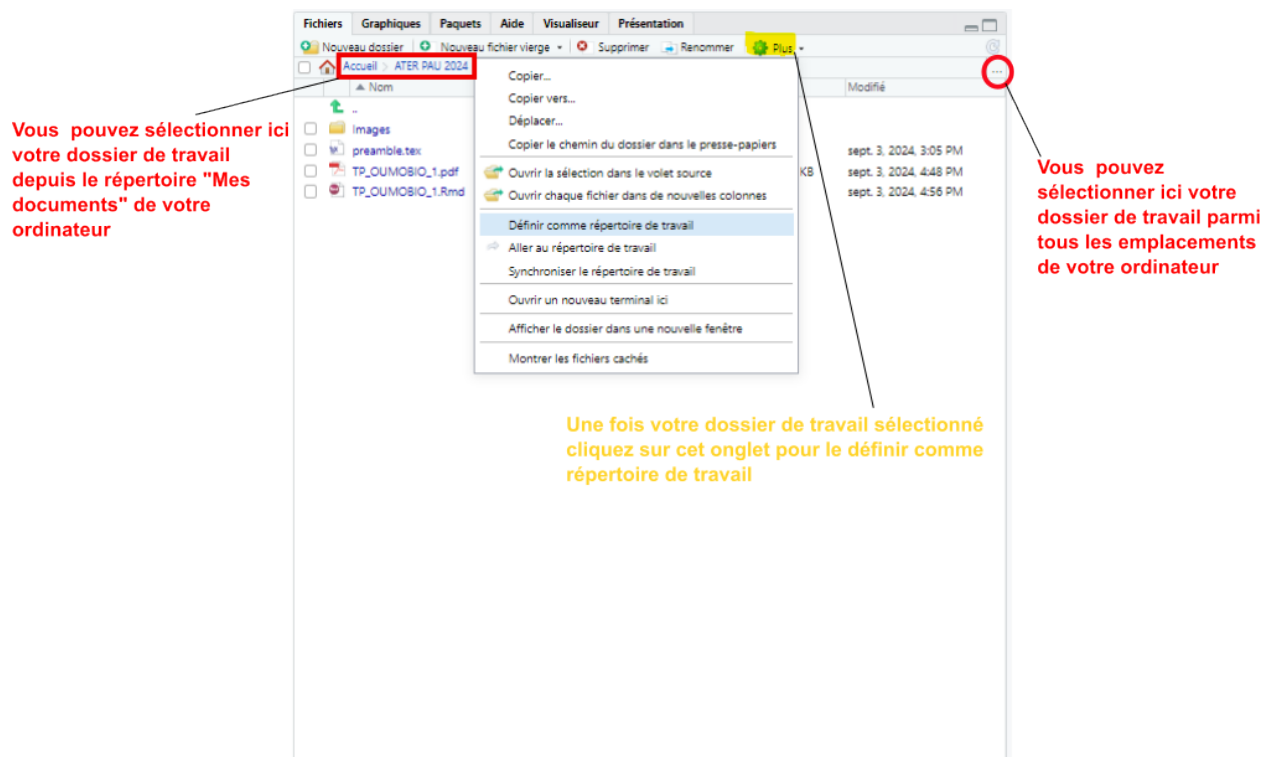 Fichiers Graphiques Paquets Aide Visualiseur Présentation
Nouveau dossier Nouveau fichier vierge Supprimer Renommer Plus
Accueil > ATER PAU 2024 ...
Nom Modifié
..
Images
preamble.tex sept. 3, 2024, 3:05 PM
TP_OUMOBIO_1.pdf KB sept. 3, 2024, 4:48 PM
TP_OUMOBIO_1.Rmd sept. 3, 2024, 4:56 PM
Copier...
Copier vers...
Déplacer...
Copier le chemin du dossier dans le presse-papiers
Ouvrir la sélection dans le volet source
Ouvrir chaque fichier dans de nouvelles colonnes
Définir comme répertoire de travail
Aller au répertoire de travail
Synchroniser le répertoire de travail
Ouvrir un nouveau terminal ici
Afficher le dossier dans une nouvelle fenêtre
Montrer les fichiers cachés
Vous pouvez sélectionner ici
votre dossier de travail
depuis le répertoire "Mes
documents" de votre
ordinateur
Vous pouvez
sélectionner ici votre
dossier de travail parmi
tous les emplacements
de votre ordinateur
Une fois votre dossier de travail sélectionné
cliquez sur cet onglet pour le définir comme
répertoire de travail